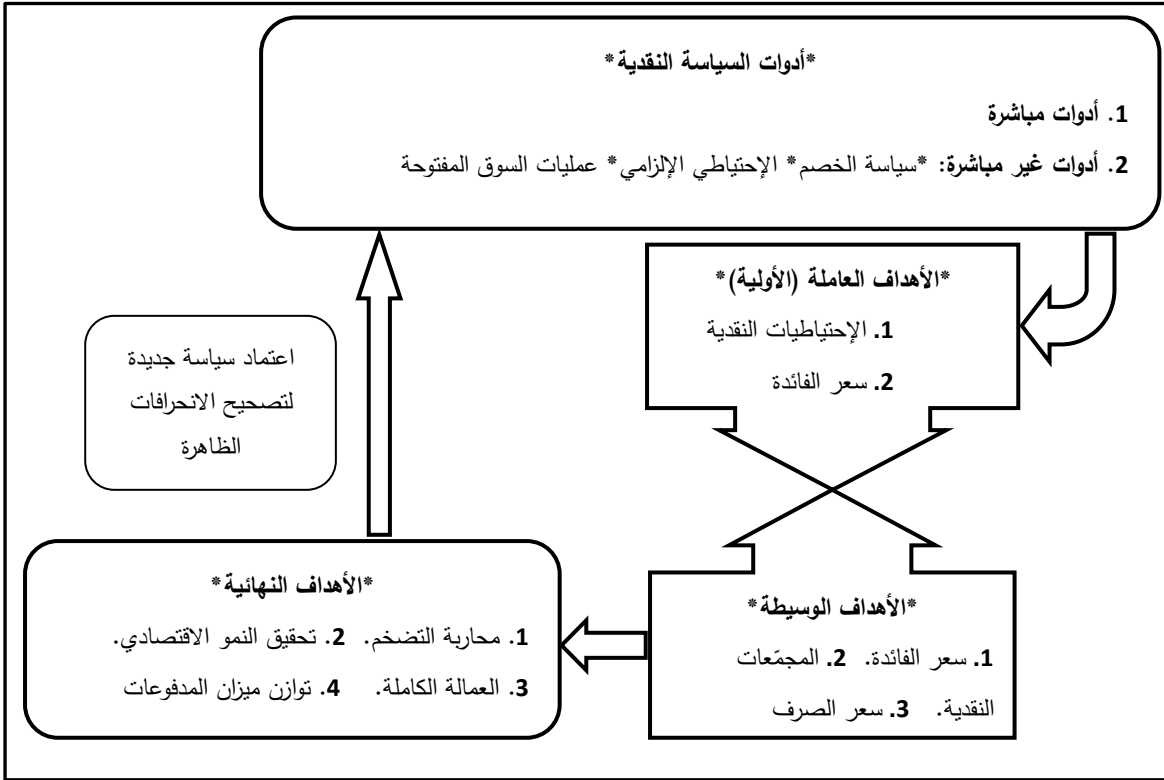 *أدوات السياسة النقدية*
1. أدوات مباشرة
2. أدوات غير مباشرة: *سياسة الخصم* الإحتياطي الإلزامي* عمليات السوق المفتوحة
*الأهداف العاملة (الأولية)*
1. الإحتياطيات النقدية
2. سعر الفائدة
اعتماد سياسة جديدة
لتصحيح الانحرافات
الظاهرة
*الأهداف الوسيطة*
1. سعر الفائدة. 2. المجمّعات
النقدية. 3. سعر الصرف
*الأهداف النهائية*
1. محاربة التضخم. 2. تحقيق النمو الاقتصادي.
3. العمالة الكاملة. 4. توازن ميزان المدفوعات